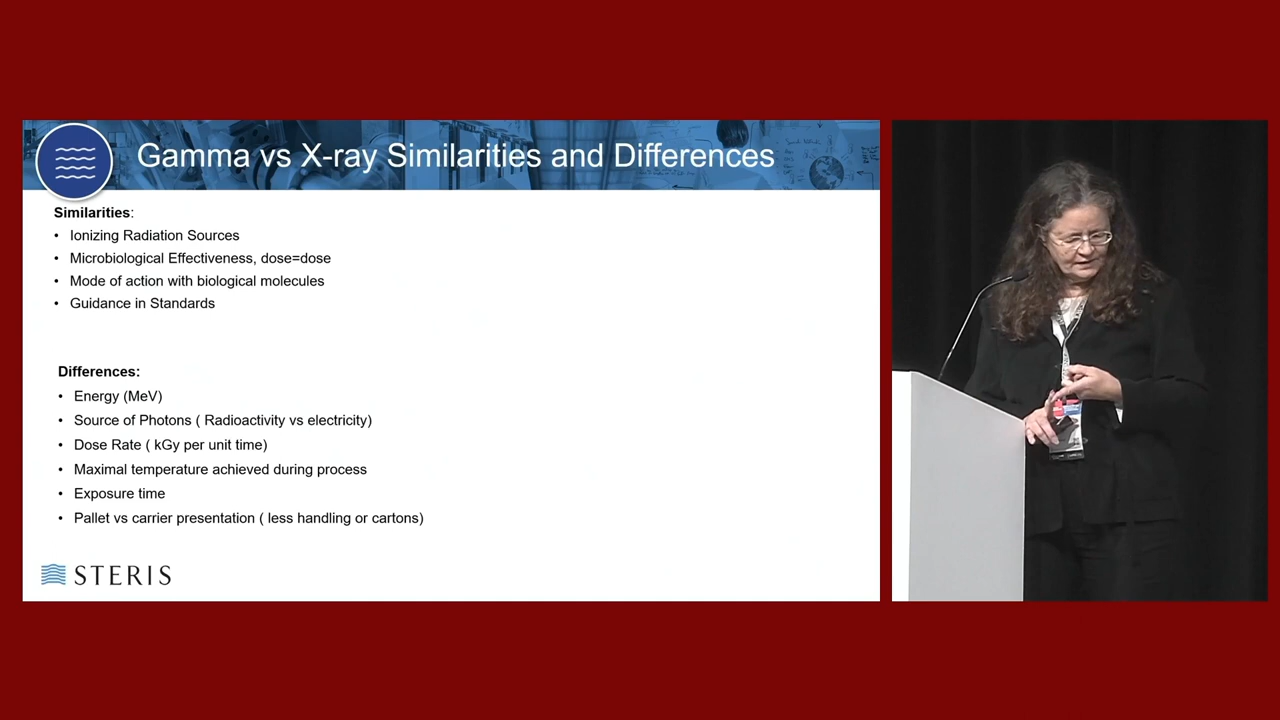 Gamma vs X-ray Similarities and Differences
Similarities:
• Ionizing Radiation Sources
• Microbiological Effectiveness, dose=dose
• Mode of action with biological molecules
• Guidance in Standards
Differences:
• Energy (MeV)
• Source of Photons ( Radioactivity vs electricity)
• Dose Rate ( kGy per unit time)
• Maximal temperature achieved during process
• Exposure time
• Pallet vs carrier presentation ( less handling or cartons)
STERIS